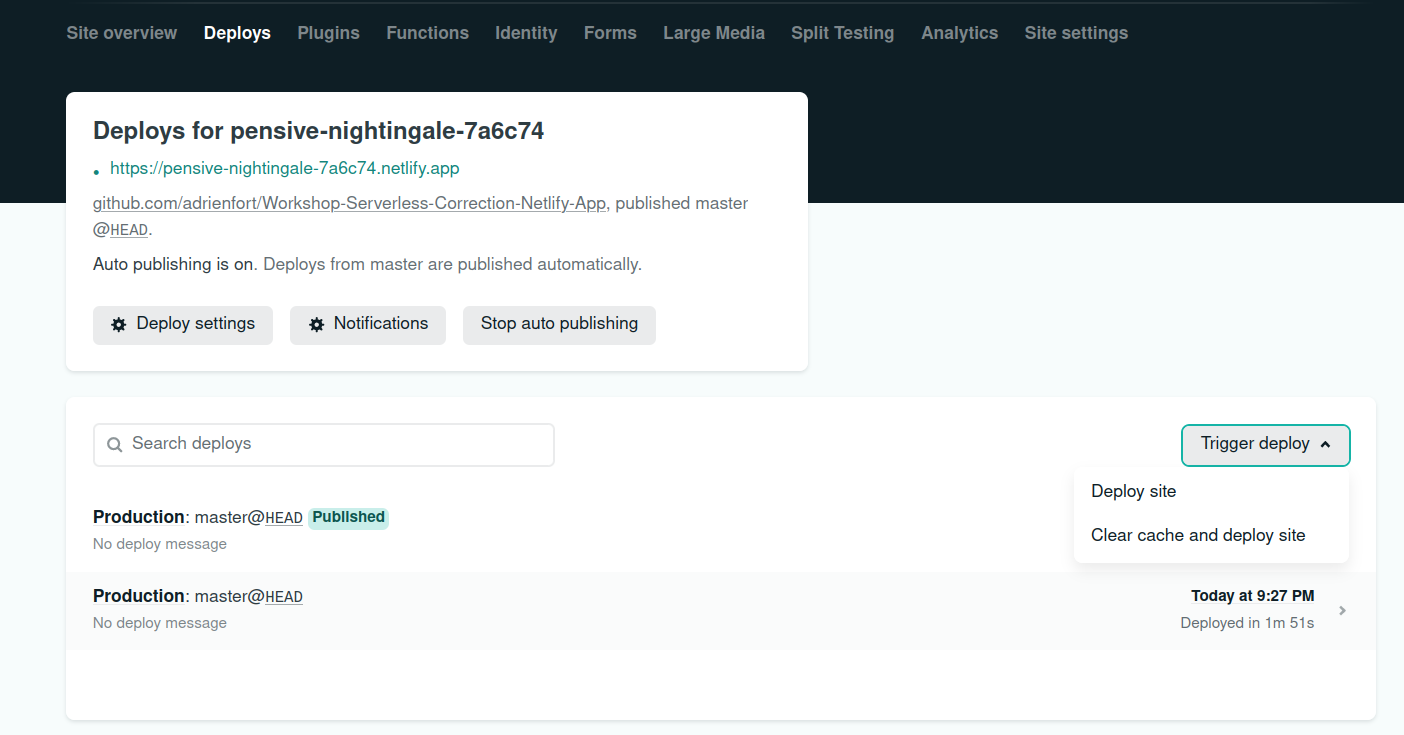 Site overview Deploys Plugins Functions Identity Forms Large Media Split Testing Analytics Site settings
Deploys for pensive-nightingale-7a6c74
https://pensive-nightingale-7a6c74.netlify.app
github.com/adrienfort/Workshop-Serverless-Correction-Netlify-App, published master
@HEAD.
Auto publishing is on. Deploys from master are published automatically.
Deploy settings Notifications Stop auto publishing
Search deploys Trigger deploy
Deploy site
Clear cache and deploy site
Production: master@HEAD Published
No deploy message
Production: master@HEAD Today at 9:27 PM
No deploy message Deployed in 1m 51s